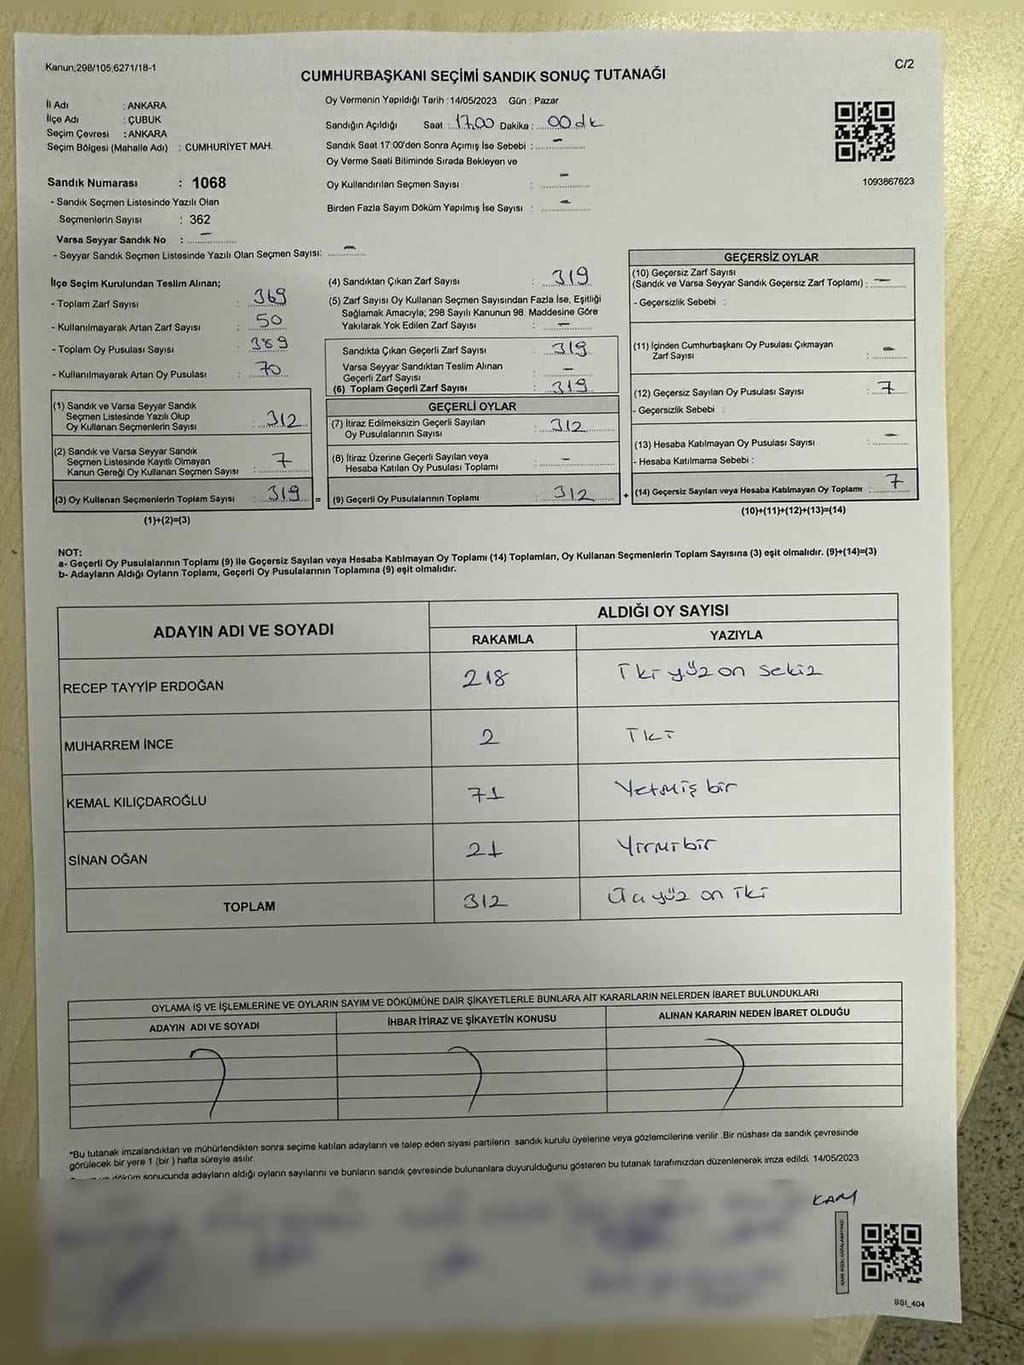 Kanun;298/105;6271/18-1
C/2
CUMHURBAŞKANI SEÇİMİ SANDIK SONUÇ TUTANAĞI
İl Adı : ANKARA
İlçe Adı : ÇUBUK
Seçim Çevresi : ANKARA
Seçim Bölgesi (Mahalle Adı) : CUMHURİYET MAH.
Sandık Numarası : 1068
- Sandık Seçmen Listesinde Yazılı Olan
Seçmenlerin Sayısı : 362
Varsa Seyyar Sandık No : –
- Seyyar Sandık Seçmen Listesinde Yazılı Olan Seçmen Sayısı: –
Oy Vermenin Yapıldığı Tarih : 14/05/2023 Gün : Pazar
Sandığın Açıldığı Saat : 17.00 Dakika : 00 dk
Sandık Saat 17:00'den Sonra Açımış İse Sebebi : –
Oy Verme Saati Bitiminde Sırada Bekleyen ve
Oy Kullandırılan Seçmen Sayısı : –
Birden Fazla Sayım Döküm Yapılmış İse Sayısı : –
1093867623
İlçe Seçim Kurulundan Teslim Alınan;
- Toplam Zarf Sayısı : 369
- Kullanılmayarak Artan Zarf Sayısı : 50
- Toplam Oy Pusulası Sayısı : 389
- Kullanılmayarak Artan Oy Pusulası : 70
(1) Sandık ve Varsa Seyyar Sandık
Seçmen Listesinde Yazılı Olup
Oy Kullanan Seçmenlerin Sayısı : 312
(2) Sandık ve Varsa Seyyar Sandık
Seçmen Listesinde Kayıtlı Olmayan
Kanun Gereği Oy Kullanan Seçmen Sayısı : 7
(3) Oy Kullanan Seçmenlerin Toplam Sayısı : 319 =
(1)+(2)=(3)
(4) Sandıktan Çıkan Zarf Sayısı : 319
(5) Zarf Sayısı Oy Kullanan Seçmen Sayısından Fazla İse, Eşitliği
Sağlamak Amacıyla; 298 Sayılı Kanunun 98. Maddesine Göre
Yakılarak Yok Edilen Zarf Sayısı : –
Sandıkta Çıkan Geçerli Zarf Sayısı : 319
Varsa Seyyar Sandıktan Teslim Alınan
Geçerli Zarf Sayısı : –
(6) Toplam Geçerli Zarf Sayısı : 319
GEÇERLİ OYLAR
(7) İtiraz Edilmeksizin Geçerli Sayılan
Oy Pusulalarının Sayısı : 312
(8) İtiraz Üzerine Geçerli Sayılan veya
Hesaba Katılan Oy Pusulası Toplamı : –
(9) Geçerli Oy Pusulalarının Toplamı : 312 +
GEÇERSİZ OYLAR
(10) Geçersiz Zarf Sayısı
(Sandık ve Varsa Seyyar Sandık Geçersiz Zarf Toplamı) : –
- Geçersizlik Sebebi :
(11) İçinden Cumhurbaşkanı Oy Pusulası Çıkmayan
Zarf Sayısı : –
(12) Geçersiz Sayılan Oy Pusulası Sayısı : 7
- Geçersizlik Sebebi :
(13) Hesaba Katılmayan Oy Pusulası Sayısı : –
- Hesaba Katılmama Sebebi :
(14) Geçersiz Sayılan veya Hesaba Katılmayan Oy Toplamı : 7
(10)+(11)+(12)+(13)=(14)
NOT:
a- Geçerli Oy Pusulalarının Toplamı (9) ile Geçersiz Sayılan veya Hesaba Katılmayan Oy Toplamı (14) Toplamları, Oy Kullanan Seçmenlerin Toplam Sayısına (3) eşit olmalıdır. (9)+(14)=(3)
b- Adayların Aldığı Oyların Toplamı, Geçerli Oy Pusulalarının Toplamına (9) eşit olmalıdır.
ADAYIN ADI VE SOYADI
ALDIĞI OY SAYISI
RAKAMLA YAZIYLA
RECEP TAYYİP ERDOĞAN 218 İki yüz on sekiz
MUHARREM İNCE 2 İki
KEMAL KILIÇDAROĞLU 71 Yetmiş bir
SİNAN OĞAN 21 Yirmi bir
TOPLAM 312 Üç yüz on iki
OYLAMA İŞ VE İŞLEMLERİNE VE OYLARIN SAYIM VE DÖKÜMÜNE DAİR ŞİKAYETLERLE BUNLARA AİT KARARLARIN NELERDEN İBARET BULUNDUKLARI
ADAYIN ADI VE SOYADI İHBAR İTİRAZ VE ŞİKAYETİN KONUSU ALINAN KARARIN NEDEN İBARET OLDUĞU
*Bu tutanak imzalandıktan ve mühürlendikten sonra seçime katılan adayların ve talep eden siyasi partilerin sandık kurulu üyelerine veya gözlemcilerine verilir. Bir nüshası da sandık çevresinde
görülecek bir yere 1 (bir) hafta süreyle asılır.
döküm sonucunda adayların aldığı oyların sayılarını ve bunların sandık çevresinde bulunanlara duyurulduğunu gösteren bu tutanak tarafımızdan düzenlenerek imza edildi. 14/05/2023
SSI_404